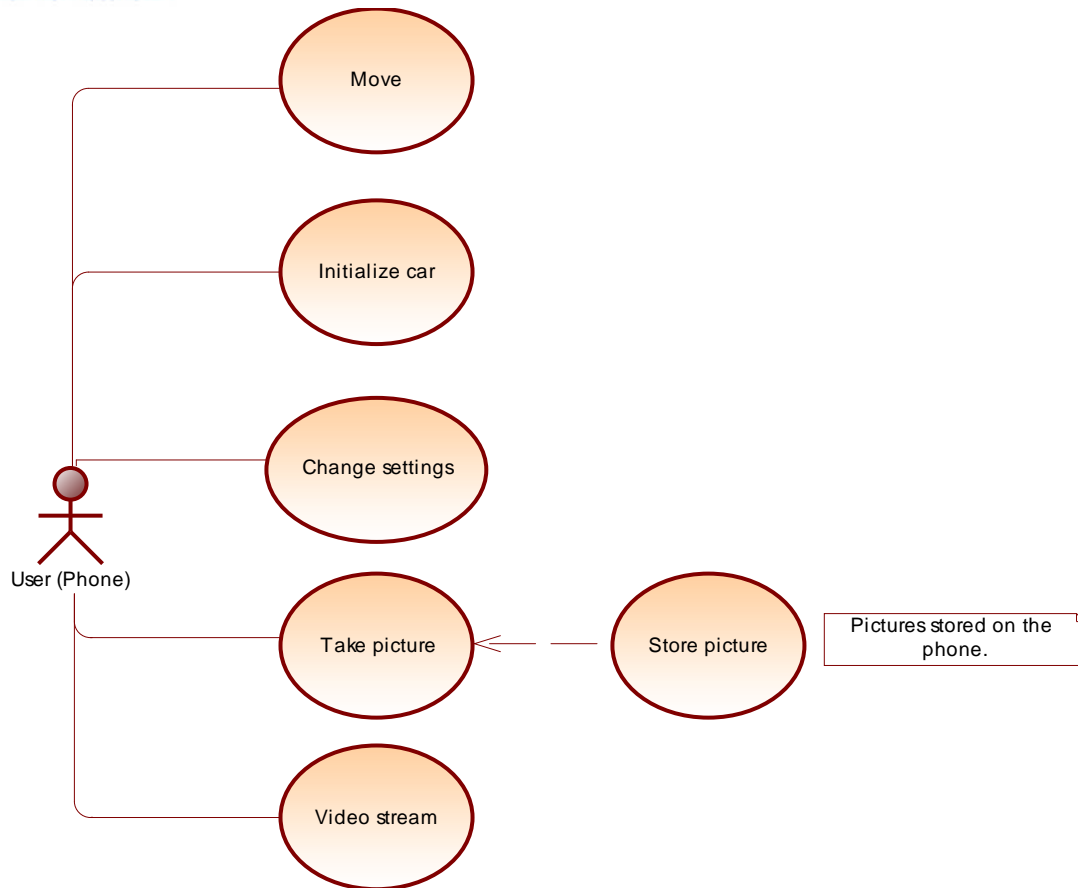 Move
Initialize car
Change settings
User (Phone)
Take picture
Store picture
Pictures stored on the
phone.
Video stream